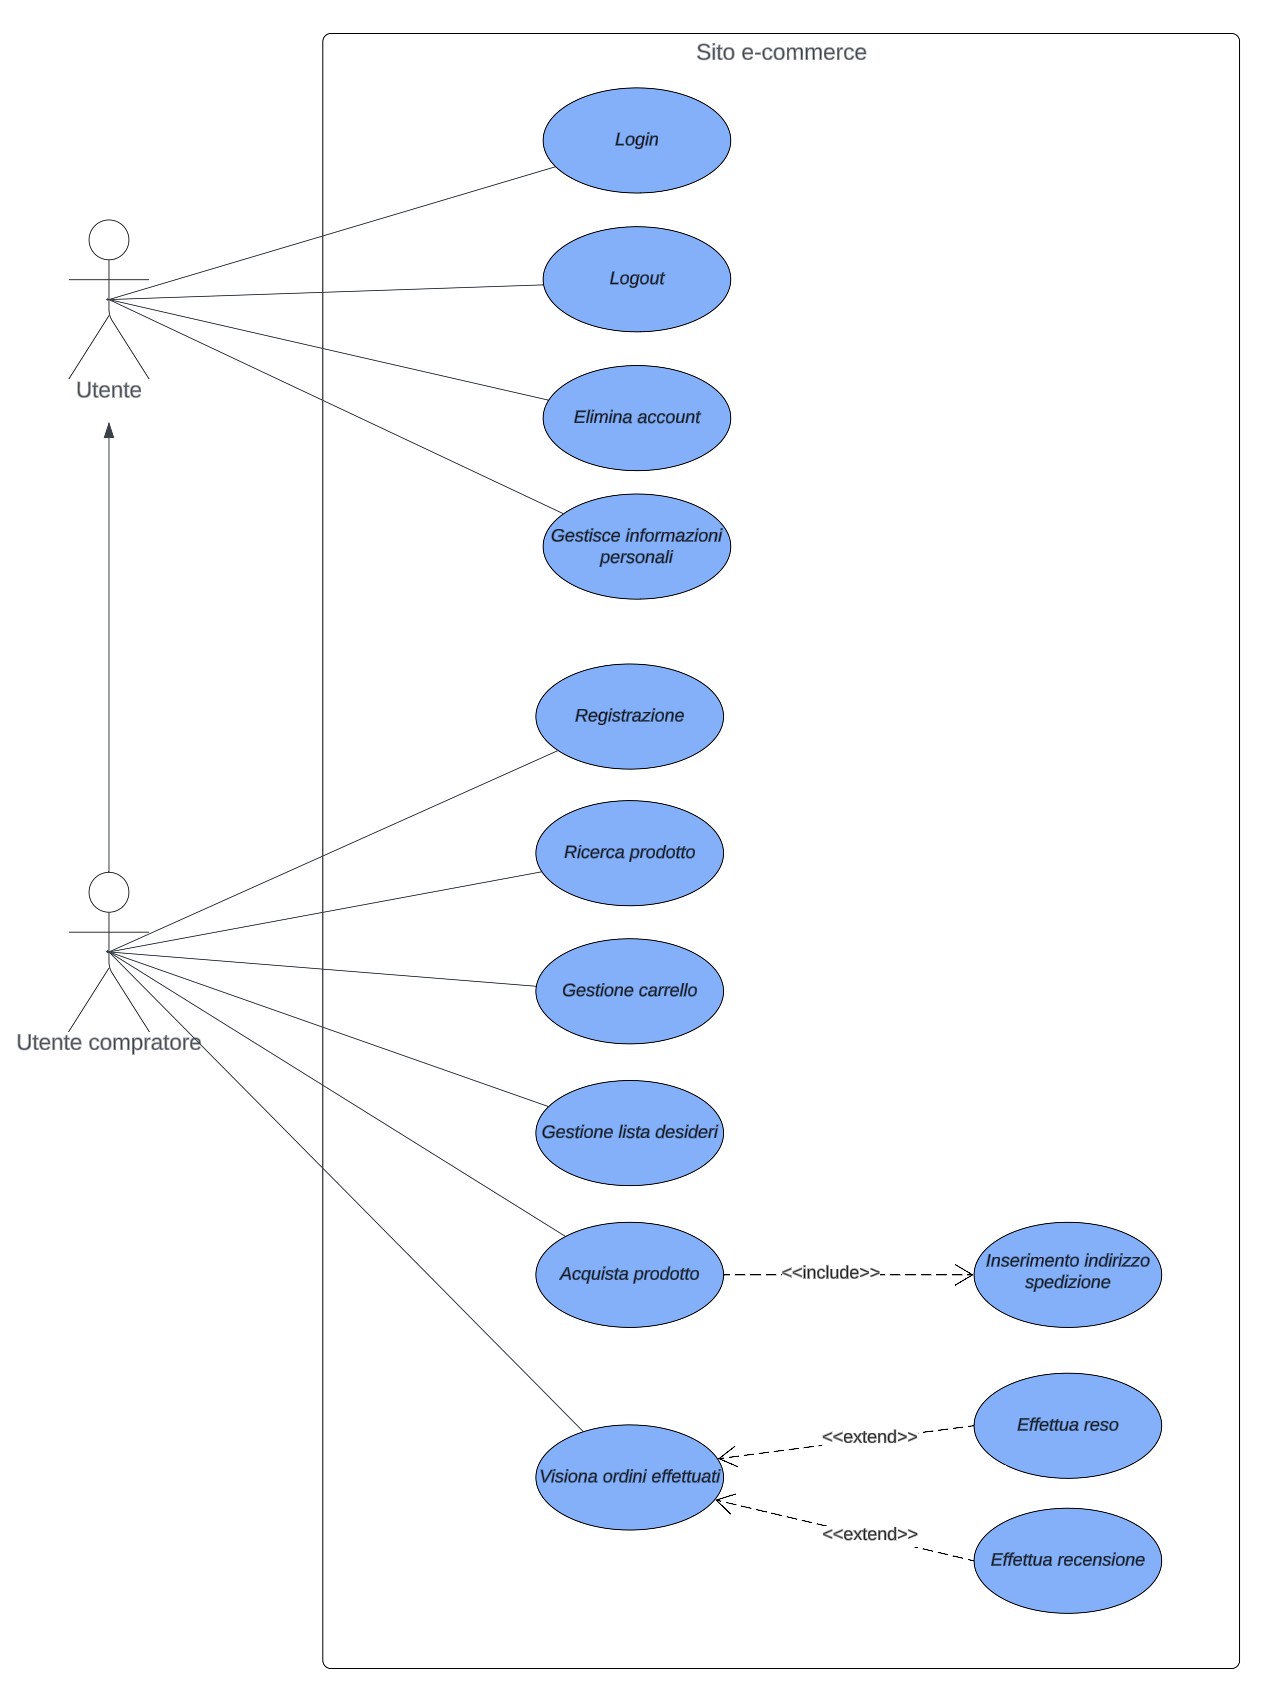 Sito e-commerce
Login
Logout
Utente
Elimina account
Gestisce informazioni
personali
Registrazione
Ricerca prodotto
Gestione carrello
Utente compratore
Gestione lista desideri
Acquista prodotto
<<include>>
Inserimento indirizzo
spedizione
Effettua reso
<<extend>>
Visiona ordini effettuati
<<extend>>
Effettua recensione